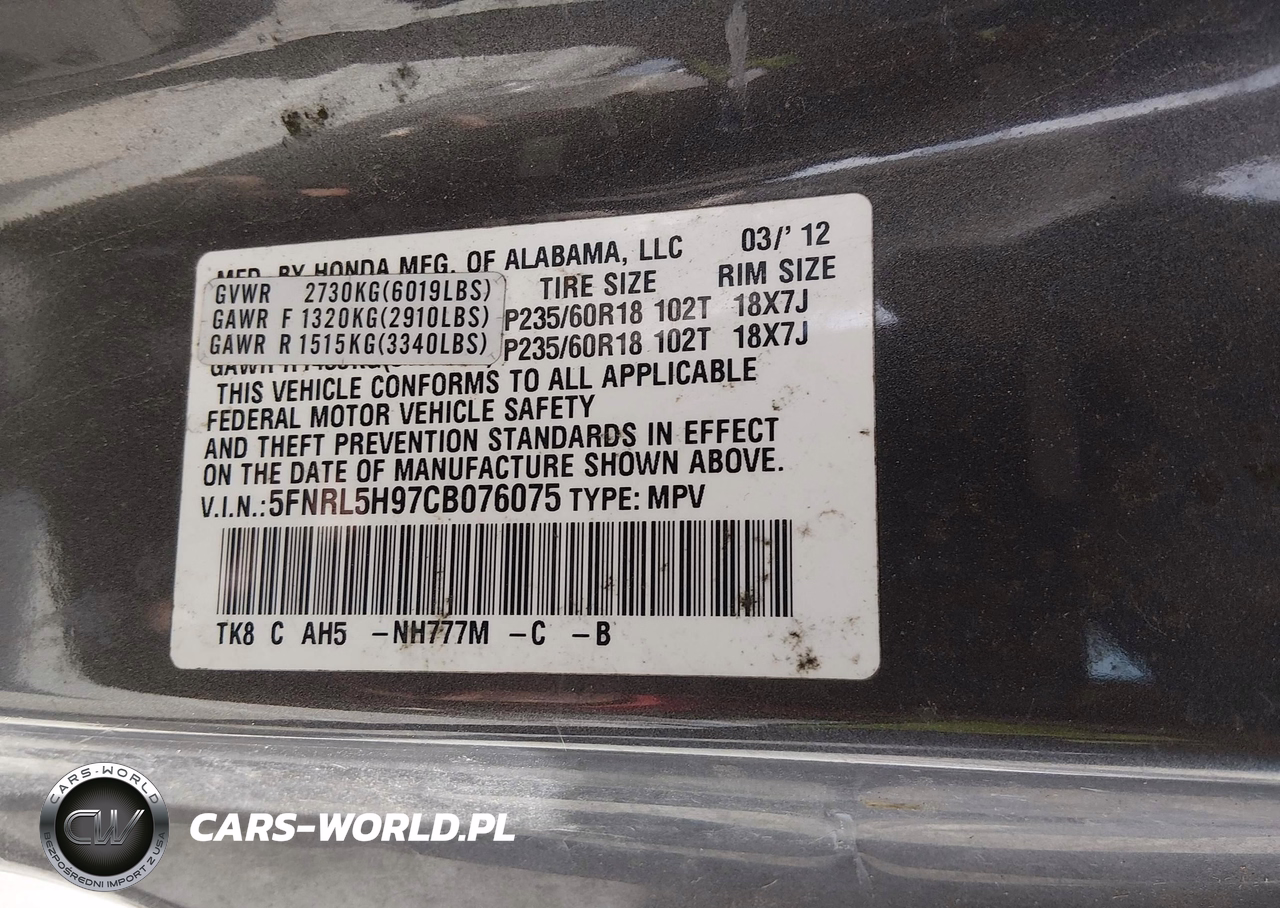 MFD. BY HONDA MFG. OF ALABAMA, LLC 03/' 12
GVWR 2730KG(6019LBS) TIRE SIZE RIM SIZE
GAWR F 1320KG(2910LBS) P235/60R18 102T 18X7J
GAWR R 1515KG(3340LBS) P235/60R18 102T 18X7J
THIS VEHICLE CONFORMS TO ALL APPLICABLE
FEDERAL MOTOR VEHICLE SAFETY
AND THEFT PREVENTION STANDARDS IN EFFECT
ON THE DATE OF MANUFACTURE SHOWN ABOVE.
V.I.N.: 5FNRL5H97CB076075 TYPE: MPV
TK8 C AH5 –NH777M –C –B
CARS-WORLD
CW
BEZPOŚREDNI IMPORT Z USA
CARS-WORLD.PL